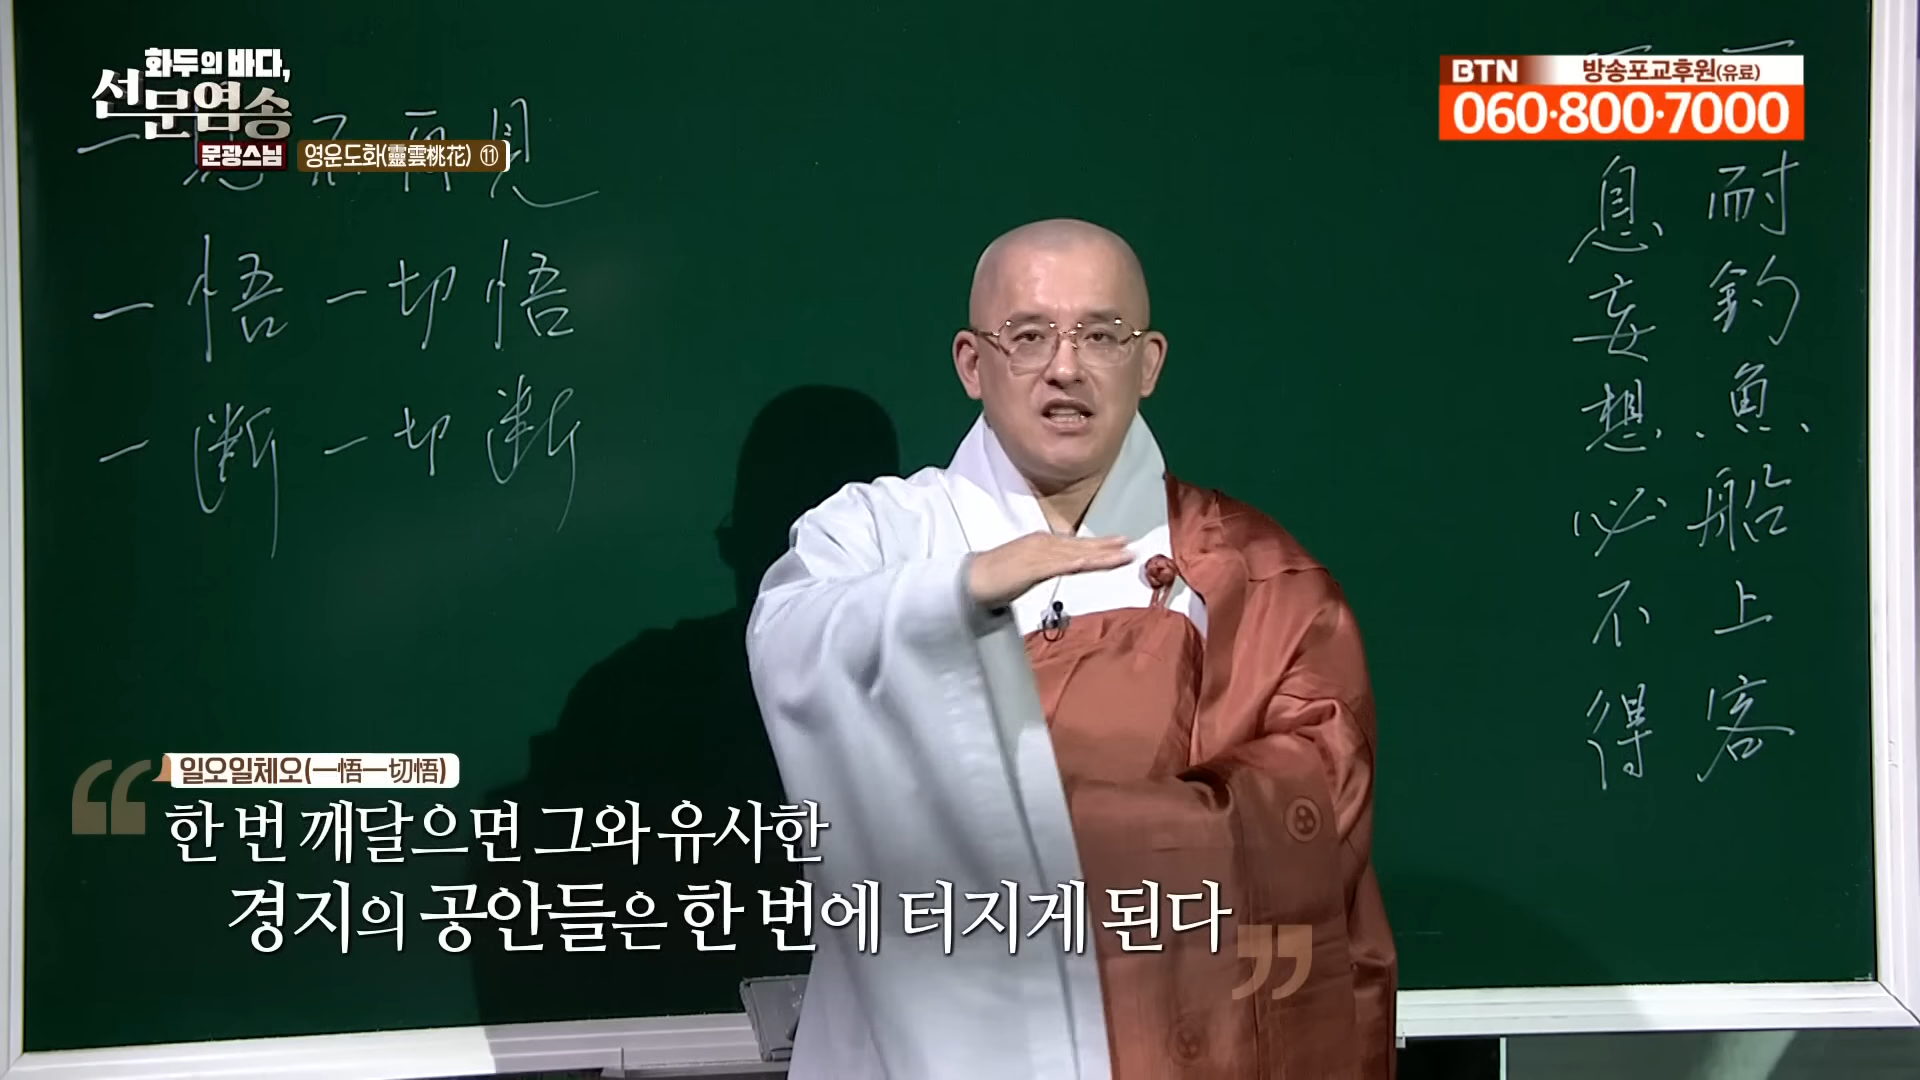 화두의 바다,
선문염송
문광스님 영운도화(靈雲桃花) ⑪
BTN 방송포교후원(유료)
060·800·7000
再見
一悟一切悟
一斷一切斷
耐釣魚船上客
息妄想必不得
일오일체오(一悟一切悟)
“한 번 깨달으면 그와 유사한
경지의 공안들은 한 번에 터지게 된다”